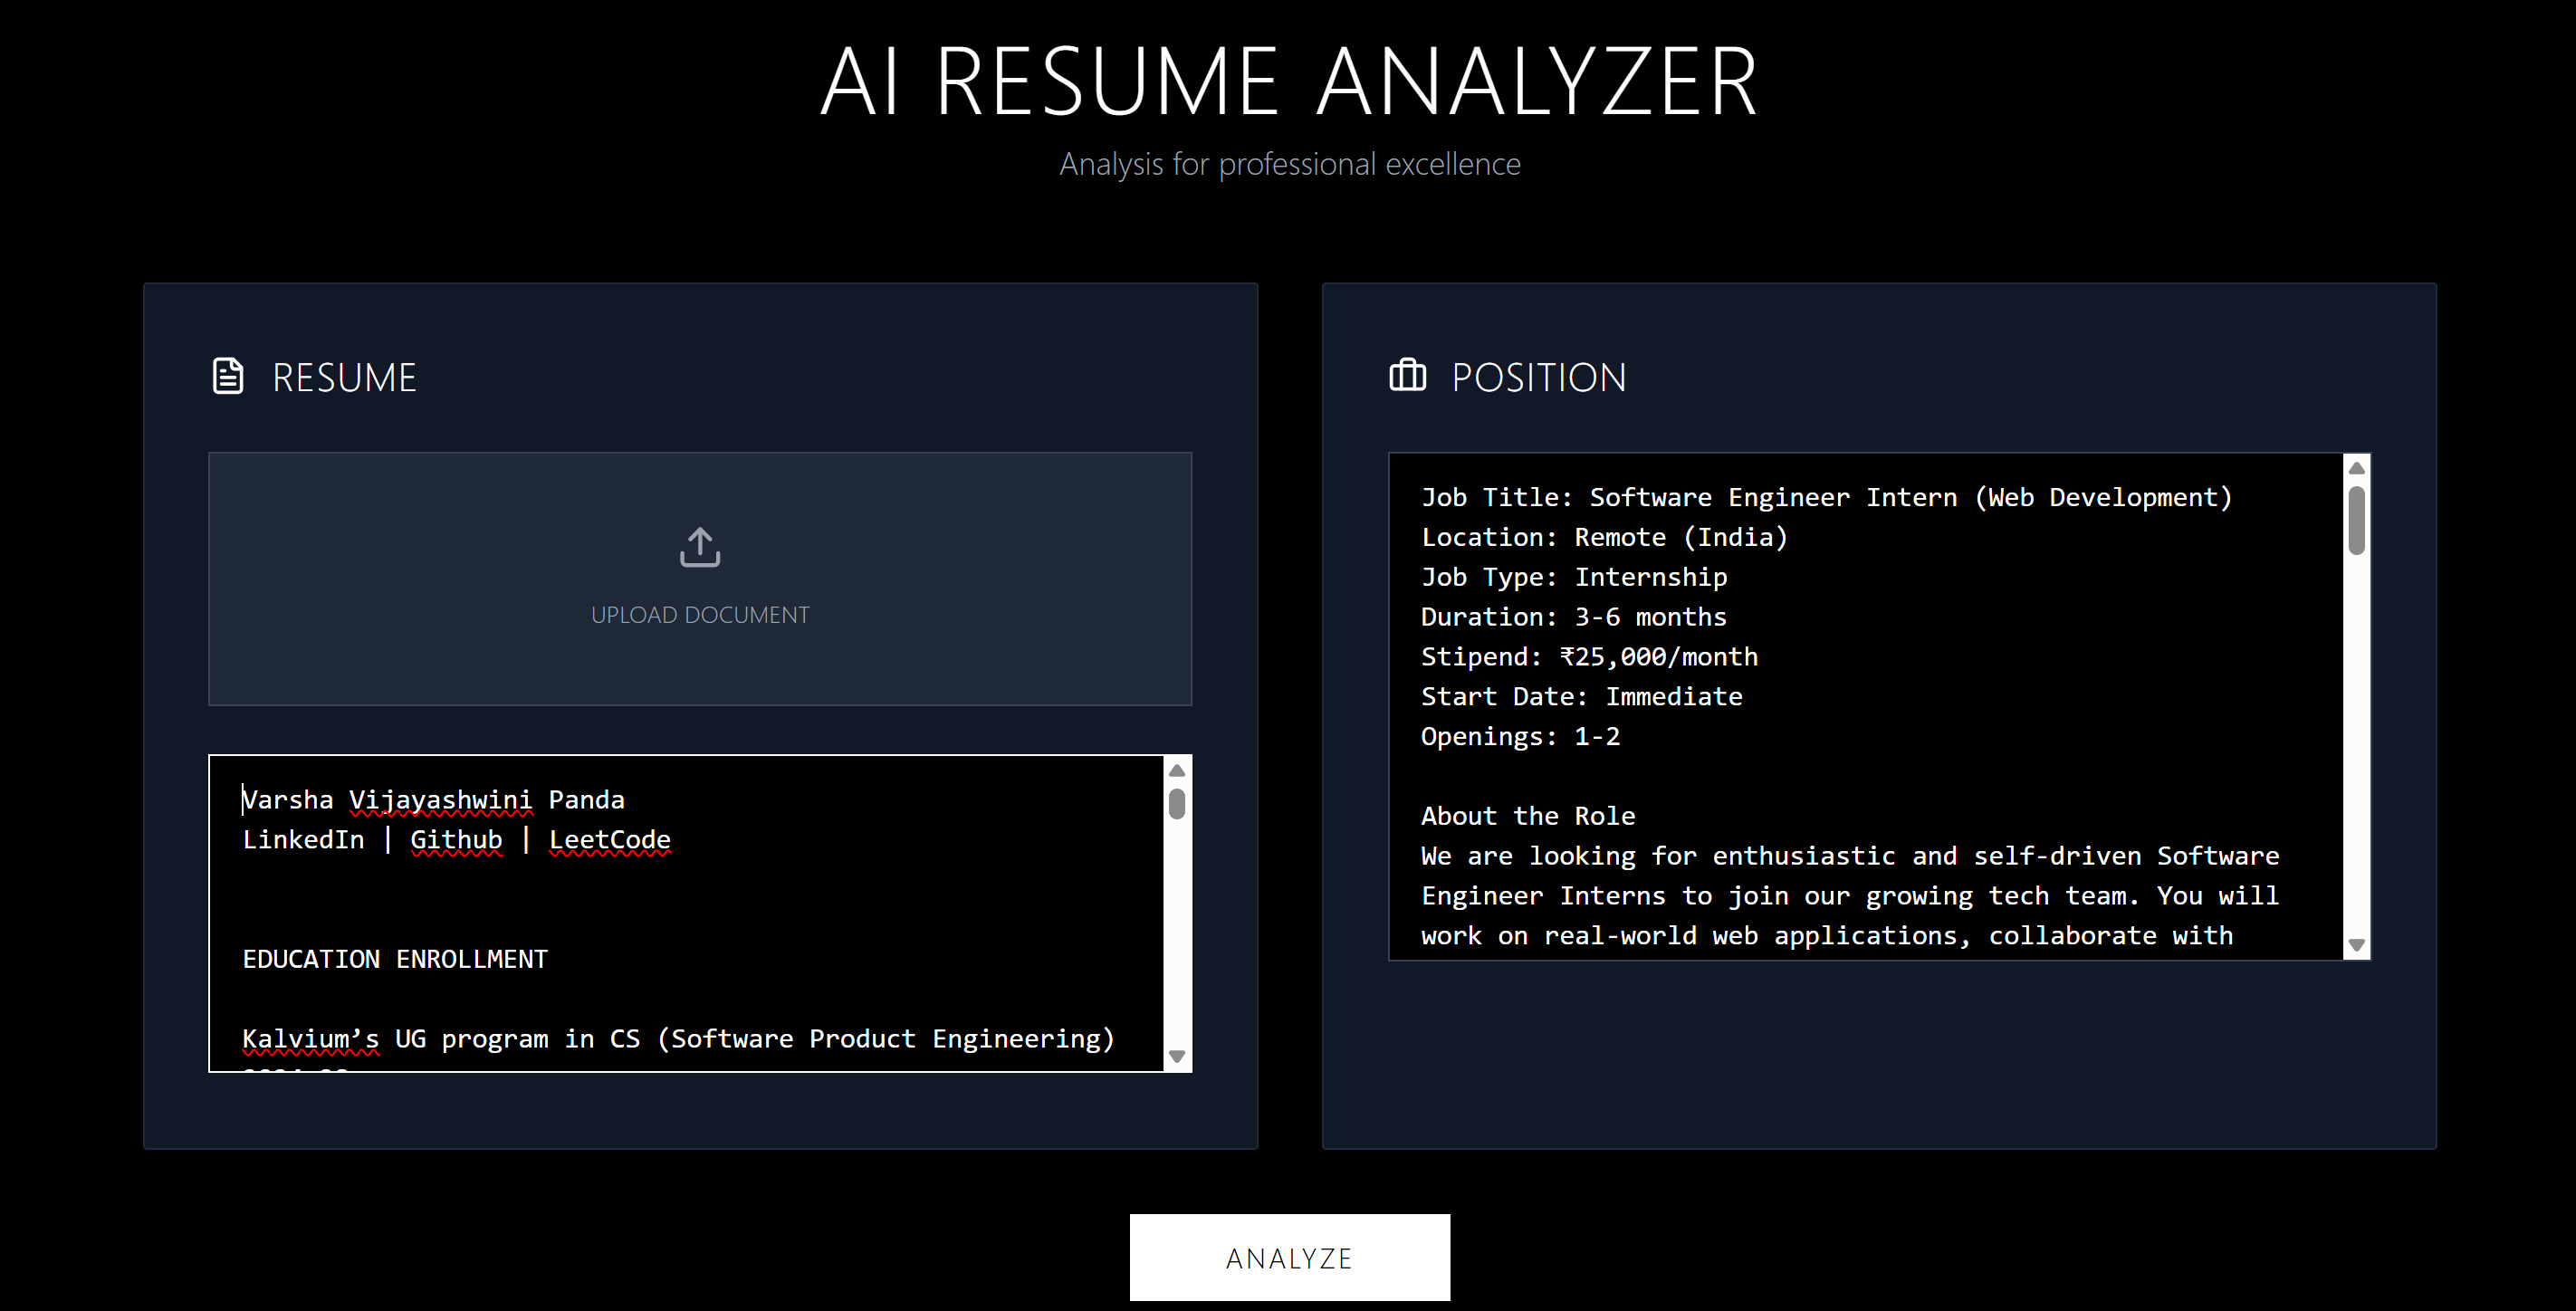 AI RESUME ANALYZER
Analysis for professional excellence
RESUME
UPLOAD DOCUMENT
Varsha Vijayashwini Panda
LinkedIn | Github | LeetCode
EDUCATION ENROLLMENT
Kalvium’s UG program in CS (Software Product Engineering)
POSITION
Job Title: Software Engineer Intern (Web Development)
Location: Remote (India)
Job Type: Internship
Duration: 3-6 months
Stipend: ₹25,000/month
Start Date: Immediate
Openings: 1-2
About the Role
We are looking for enthusiastic and self-driven Software
Engineer Interns to join our growing tech team. You will
work on real-world web applications, collaborate with
ANALYZE